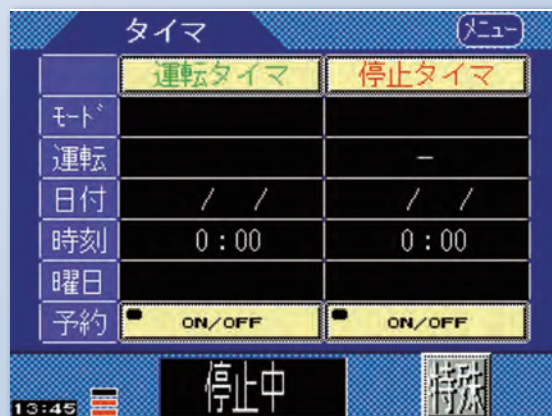 タイマ メニュー
運転タイマ 停止タイマ
モード
運転 −
日付 / / / /
時刻 0:00 0:00
曜日
予約 ON/OFF ON/OFF
13:45 停止中 特殊